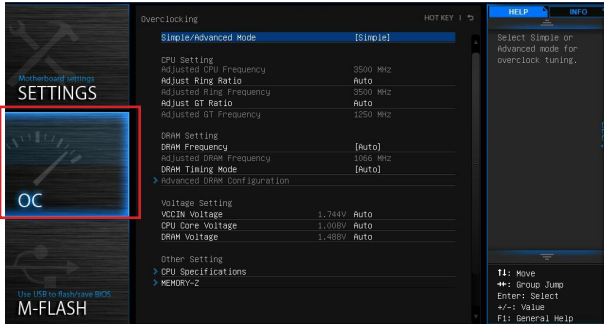 Motherboard settings
SETTINGS
OC
Use USB to flash/save BIOS
M-FLASH
Overclocking
HOT KEY |
Simple/Advanced Mode [Simple]
CPU Setting
Adjusted CPU Frequency 3500 MHz
Adjust Ring Ratio Auto
Adjusted Ring Frequency 3500 MHz
Adjust GT Ratio Auto
Adjusted GT Frequency 1250 MHz
DRAM Setting
DRAM Frequency [Auto]
Adjusted DRAM Frequency 1066 MHz
DRAM Timing Mode [Auto]
> Advanced DRAM Configuration
Voltage Setting
VCCIN Voltage 1.744V Auto
CPU Core Voltage 1.008V Auto
DRAM Voltage 1.488V Auto
Other Setting
> CPU Specifications
> MEMORY-Z
HELP INFO
Select Simple or
Advanced mode for
overclock tuning.
↑↓: Move
↔: Group Jump
Enter: Select
+/-: Value
F1: General Help